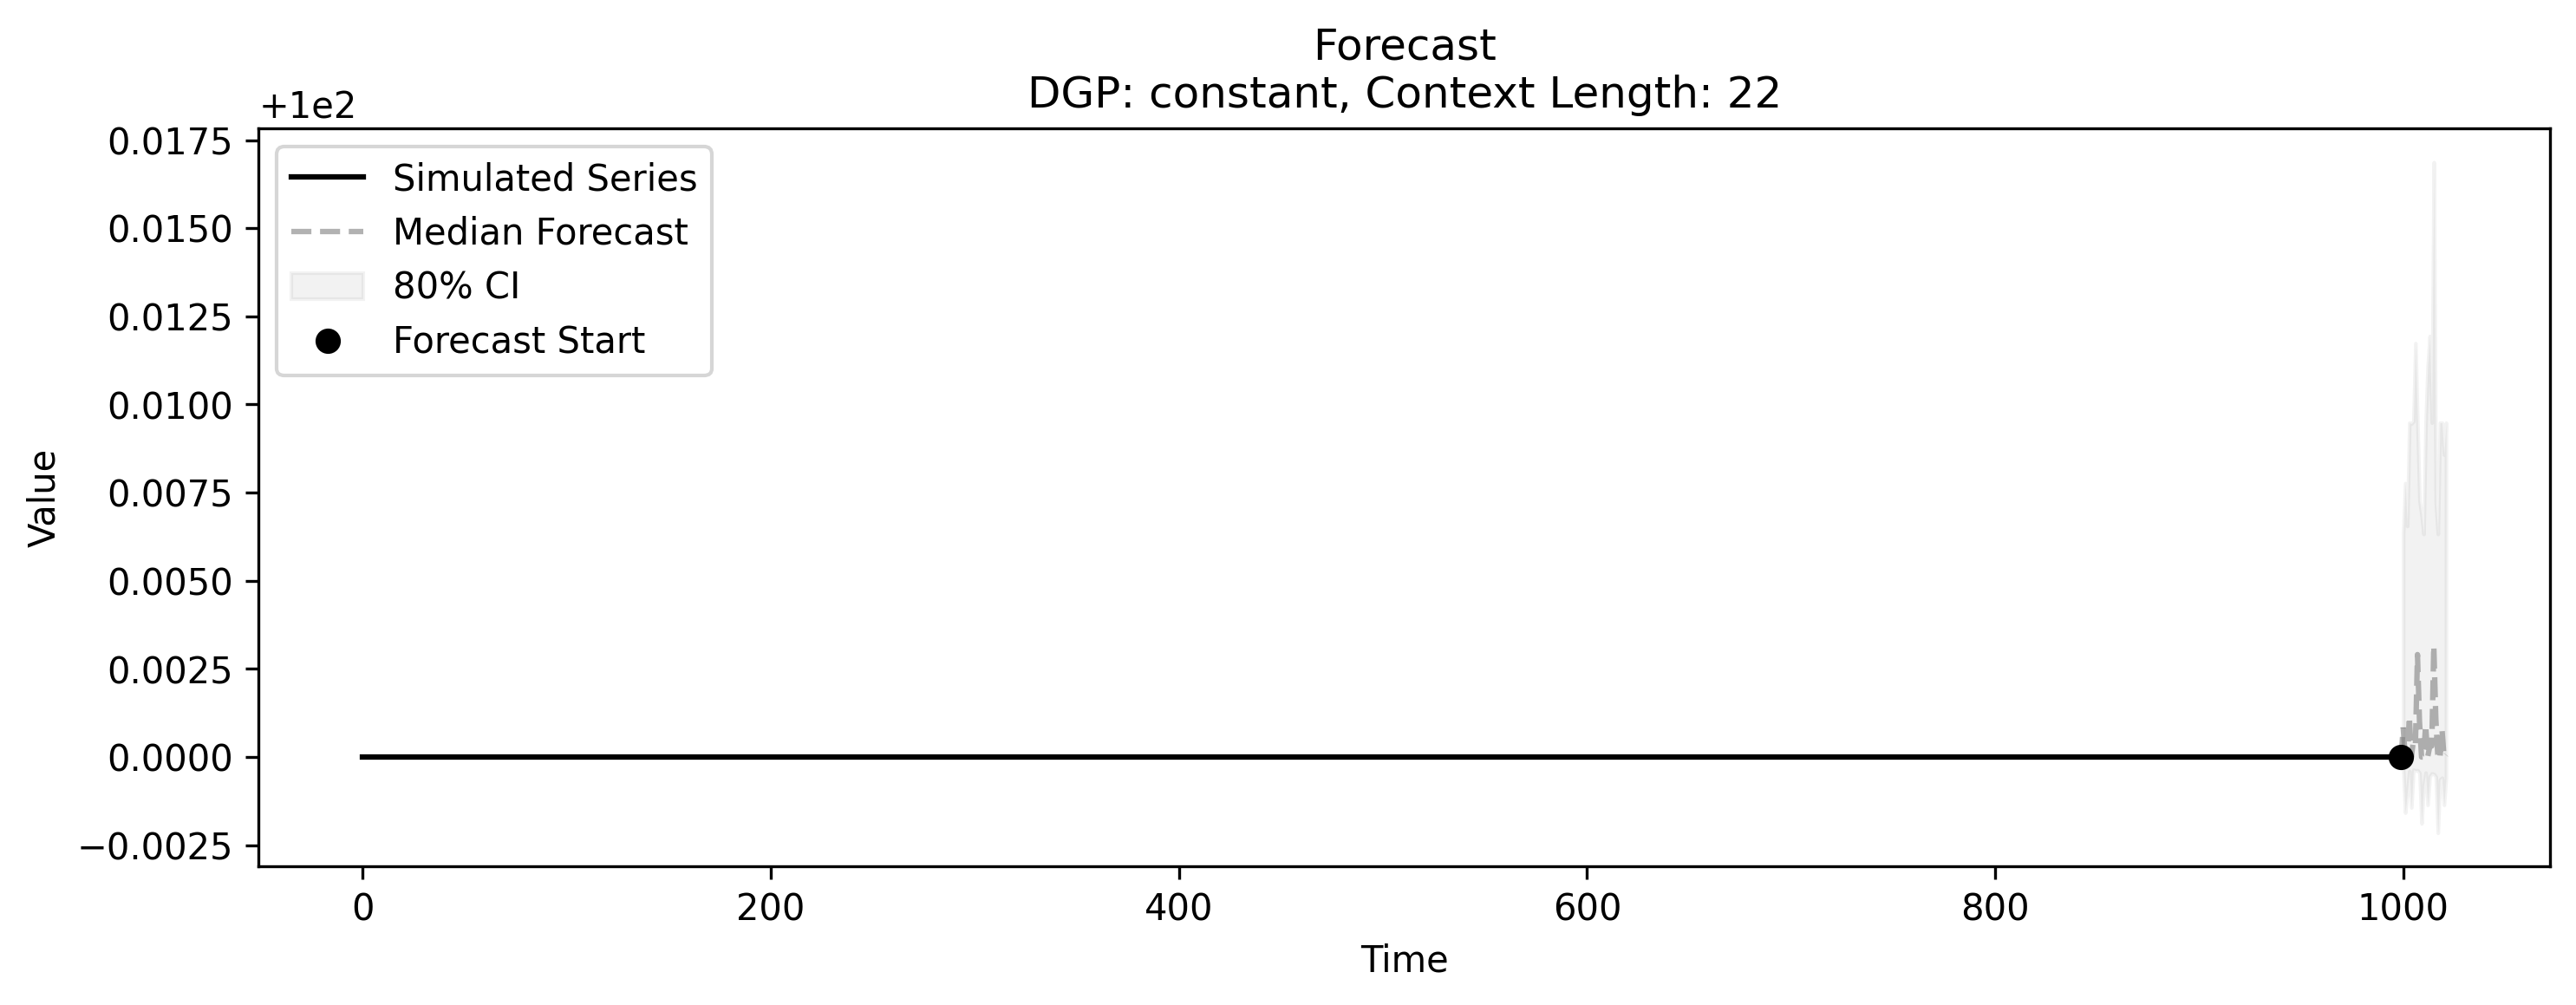 Forecast
DGP: constant, Context Length: 22
+1e2
0.0175
0.0150
0.0125
0.0100
0.0075
0.0050
0.0025
0.0000
−0.0025
Value
Simulated Series
Median Forecast
80% CI
Forecast Start
0
200
400
600
800
1000
Time